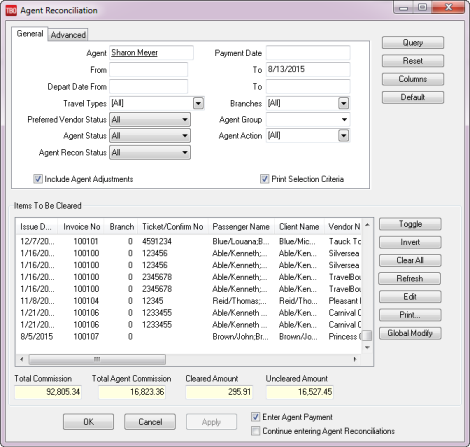 TBO Agent Reconciliation
General Advanced
Agent Sharon Meyer Payment Date
From To 8/13/2015
Depart Date From To
Travel Types [All] Branches [All]
Preferred Vendor Status All Agent Group
Agent Status All Agent Action [All]
Agent Recon Status All
Include Agent Adjustments Print Selection Criteria
Query
Reset
Columns
Default
Items To Be Cleared
Issue D... Invoice No Branch Ticket/Confirm No Passenger Name Client Name Vendor N
12/7/20... 100101 0 4591234 Blue/Louana;B... Blue/Mic... Tauck To
1/16/20... 100100 0 123456 Able/Kenneth;... Able/Ken... Silversea
1/16/20... 100100 0 123456 Able/Kenneth;... Able/Ken... Silversea
1/16/20... 100100 0 2345678 Able/Kenneth;... Able/Ken... TravelBou
1/16/20... 100100 0 2345678 Able/Kenneth;... Able/Ken... TravelBou
11/8/20... 100104 0 12345 Reid/Thomas;... Reid/Tho... Pleasant
1/21/20... 100106 0 1233455 Able/Kenneth ... Able/Ken... Carnival C
1/21/20... 100106 0 1233455 Able/Kenneth ... Able/Ken... Carnival C
8/5/2015 100107 0 Brown/John;Br... Brown/Jo... Princess
Toggle
Invert
Clear All
Refresh
Edit
Print...
Global Modify
Total Commission Total Agent Commission Cleared Amount Uncleared Amount
92,805.34 16,823.36 295.91 16,527.45
OK Cancel Apply Enter Agent Payment
Continue entering Agent Reconciliations